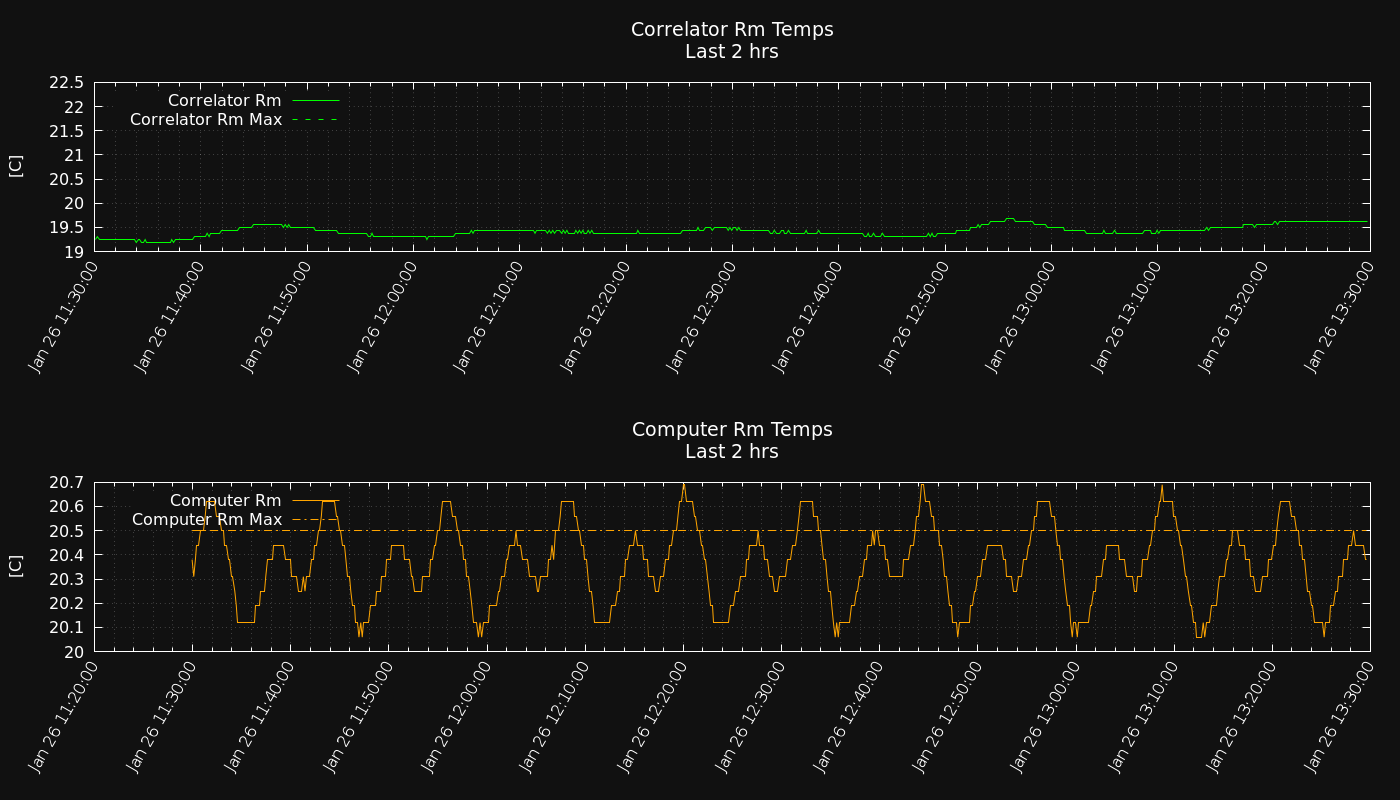 Correlator Rm Temps
Last 2 hrs
22.5
22
21.5
21
20.5
20
19.5
19
[C]
Correlator Rm
Correlator Rm Max
Jan 26 11:30:00
Jan 26 11:40:00
Jan 26 11:50:00
Jan 26 12:00:00
Jan 26 12:10:00
Jan 26 12:20:00
Jan 26 12:30:00
Jan 26 12:40:00
Jan 26 12:50:00
Jan 26 13:00:00
Jan 26 13:10:00
Jan 26 13:20:00
Jan 26 13:30:00
Computer Rm Temps
Last 2 hrs
20.7
20.6
20.5
20.4
20.3
20.2
20.1
20
[C]
Computer Rm
Computer Rm Max
Jan 26 11:20:00
Jan 26 11:30:00
Jan 26 11:40:00
Jan 26 11:50:00
Jan 26 12:00:00
Jan 26 12:10:00
Jan 26 12:20:00
Jan 26 12:30:00
Jan 26 12:40:00
Jan 26 12:50:00
Jan 26 13:00:00
Jan 26 13:10:00
Jan 26 13:20:00
Jan 26 13:30:00